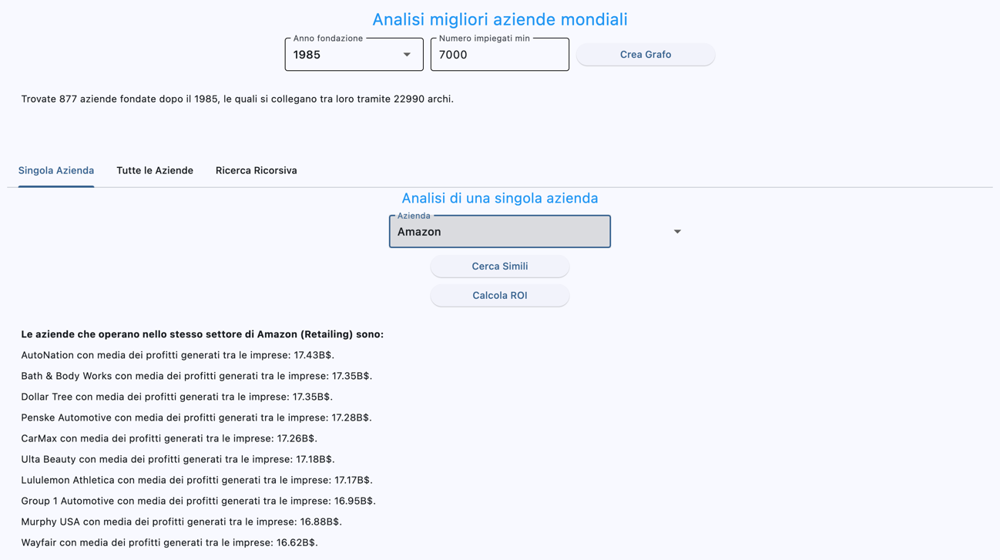 Analisi migliori aziende mondiali
Anno fondazione
1985
Numero impiegati min
7000
Crea Grafo
Trovate 877 aziende fondate dopo il 1985, le quali si collegano tra loro tramite 22990 archi.
Singola Azienda
Tutte le Aziende
Ricerca Ricorsiva
Analisi di una singola azienda
Azienda
Amazon
Cerca Simili
Calcola ROI
Le aziende che operano nello stesso settore di Amazon (Retailing) sono:
AutoNation con media dei profitti generati tra le imprese: 17.43B$.
Bath & Body Works con media dei profitti generati tra le imprese: 17.35B$.
Dollar Tree con media dei profitti generati tra le imprese: 17.35B$.
Penske Automotive con media dei profitti generati tra le imprese: 17.28B$.
CarMax con media dei profitti generati tra le imprese: 17.26B$.
Ulta Beauty con media dei profitti generati tra le imprese: 17.18B$.
Lululemon Athletica con media dei profitti generati tra le imprese: 17.17B$.
Group 1 Automotive con media dei profitti generati tra le imprese: 16.95B$.
Murphy USA con media dei profitti generati tra le imprese: 16.88B$.
Wayfair con media dei profitti generati tra le imprese: 16.62B$.